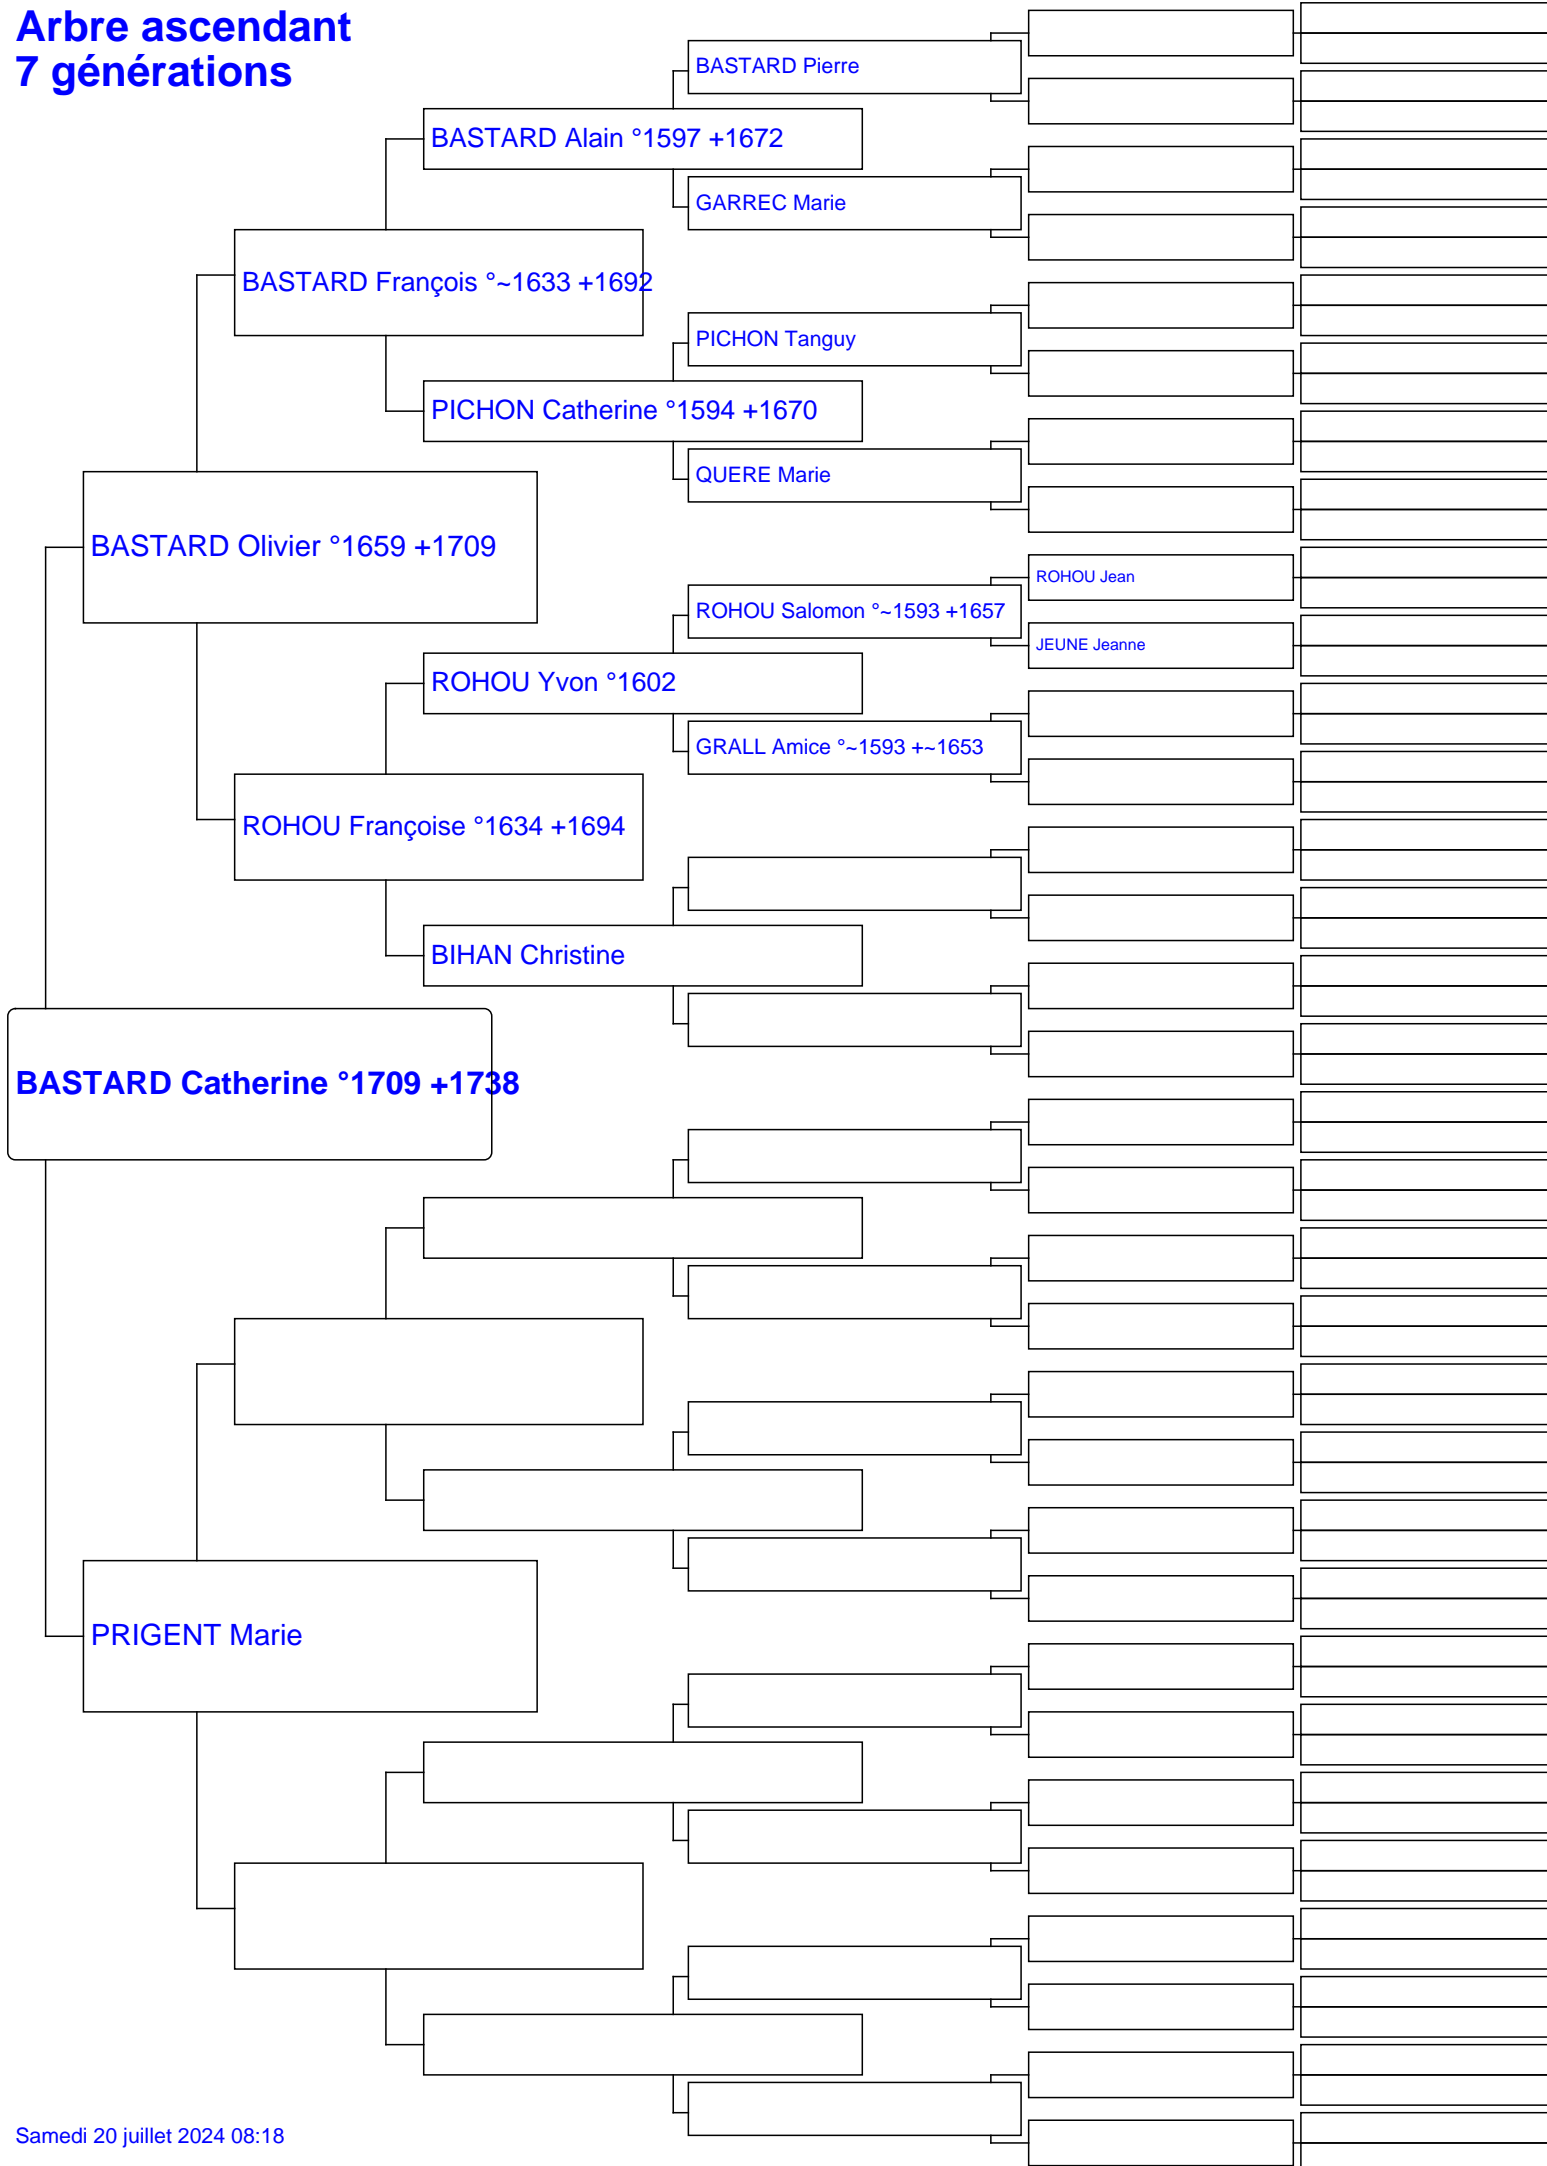 Arbre ascendant
7 générations
BASTARD Pierre
BASTARD Alain °1597 +1672
GARREC Marie
BASTARD François °~1633 +1692
PICHON Tanguy
PICHON Catherine °1594 +1670
QUERE Marie
BASTARD Olivier °1659 +1709
ROHOU Jean
ROHOU Salomon °~1593 +1657
JEUNE Jeanne
ROHOU Yvon °1602
GRALL Amice °~1593 +~1653
ROHOU Françoise °1634 +1694
BIHAN Christine
BASTARD Catherine °1709 +1738
PRIGENT Marie
Samedi 20 juillet 2024 08:18